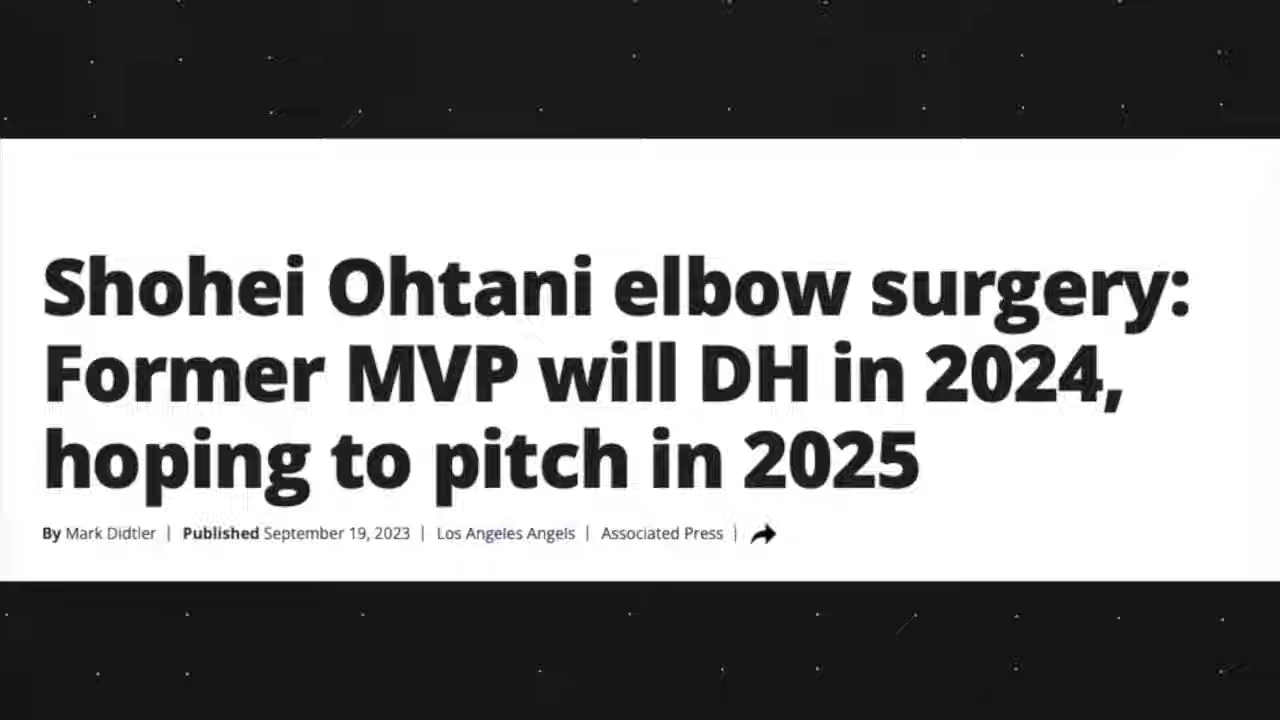 Shohei Ohtani elbow surgery:
Former MVP will DH in 2024,
hoping to pitch in 2025
By Mark Didtler | Published September 19, 2023 | Los Angeles Angels | Associated Press |